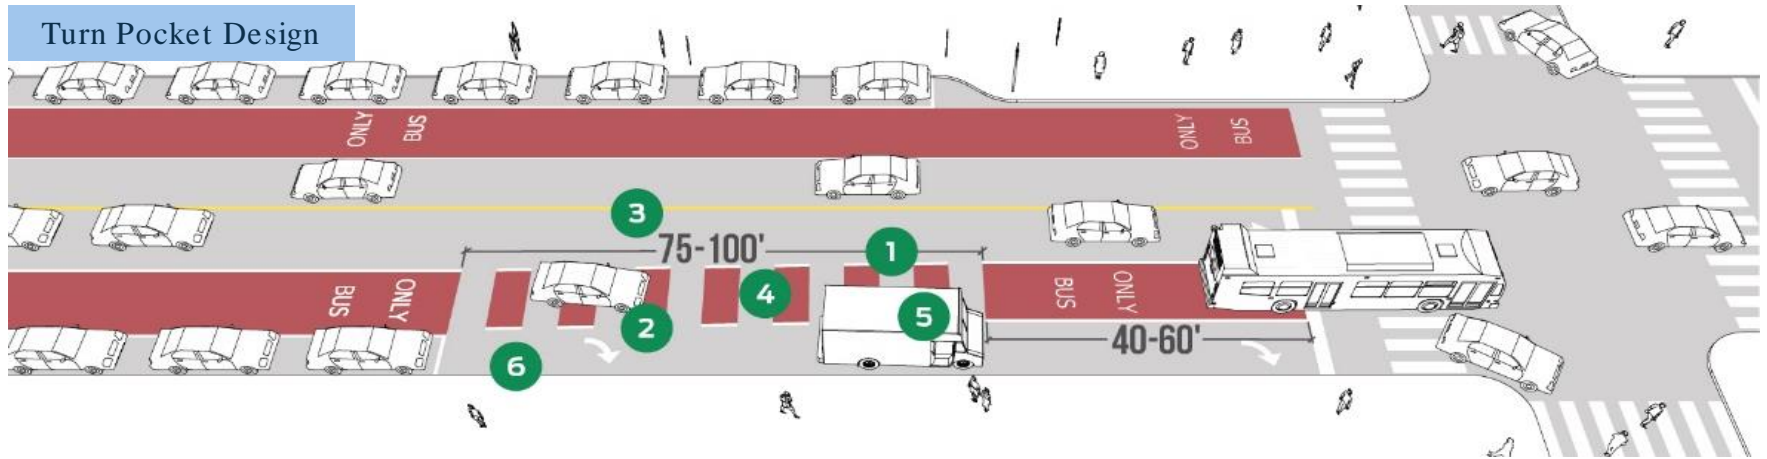 Turn Pocket Design
ONLY BUS
ONLY BUS
3
75-100'
1
BUS ONLY
4
5
BUS ONLY
2
40-60'
6